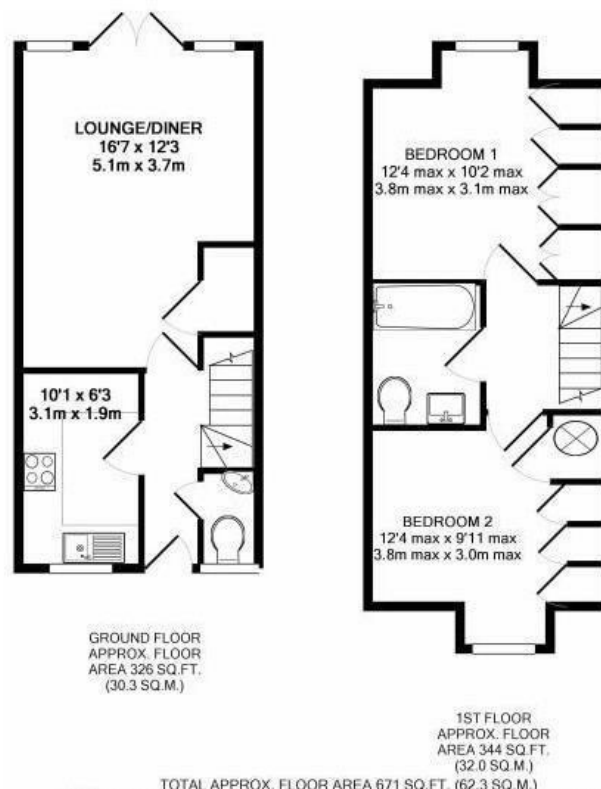 LOUNGE/DINER
16'7 x 12'3
5.1m x 3.7m
10'1 x 6'3
3.1m x 1.9m
GROUND FLOOR
APPROX. FLOOR
AREA 326 SQ.FT.
(30.3 SQ.M.)
BEDROOM 1
12'4 max x 10'2 max
3.8m max x 3.1m max
BEDROOM 2
12'4 max x 9'11 max
3.8m max x 3.0m max
1ST FLOOR
APPROX. FLOOR
AREA 344 SQ.FT.
(32.0 SQ.M.)
TOTAL APPROX. FLOOR AREA 671 SQ.FT. (62.3 SQ.M.)